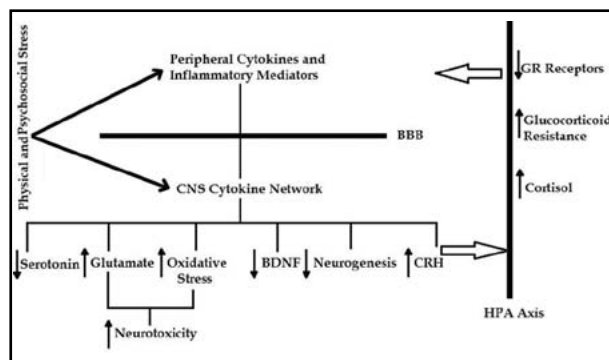 Physical and Psychosocial Stress
Peripheral Cytokines and
Inflammatory Mediators
BBB
CNS Cytokine Network
↓Serotonin ↑Glutamate ↑Oxidative
Stress
↓BDNF ↓Neurogenesis ↑CRH
↑Neurotoxicity
↓GR Receptors
↑Glucocorticoid
Resistance
↑Cortisol
HPA Axis